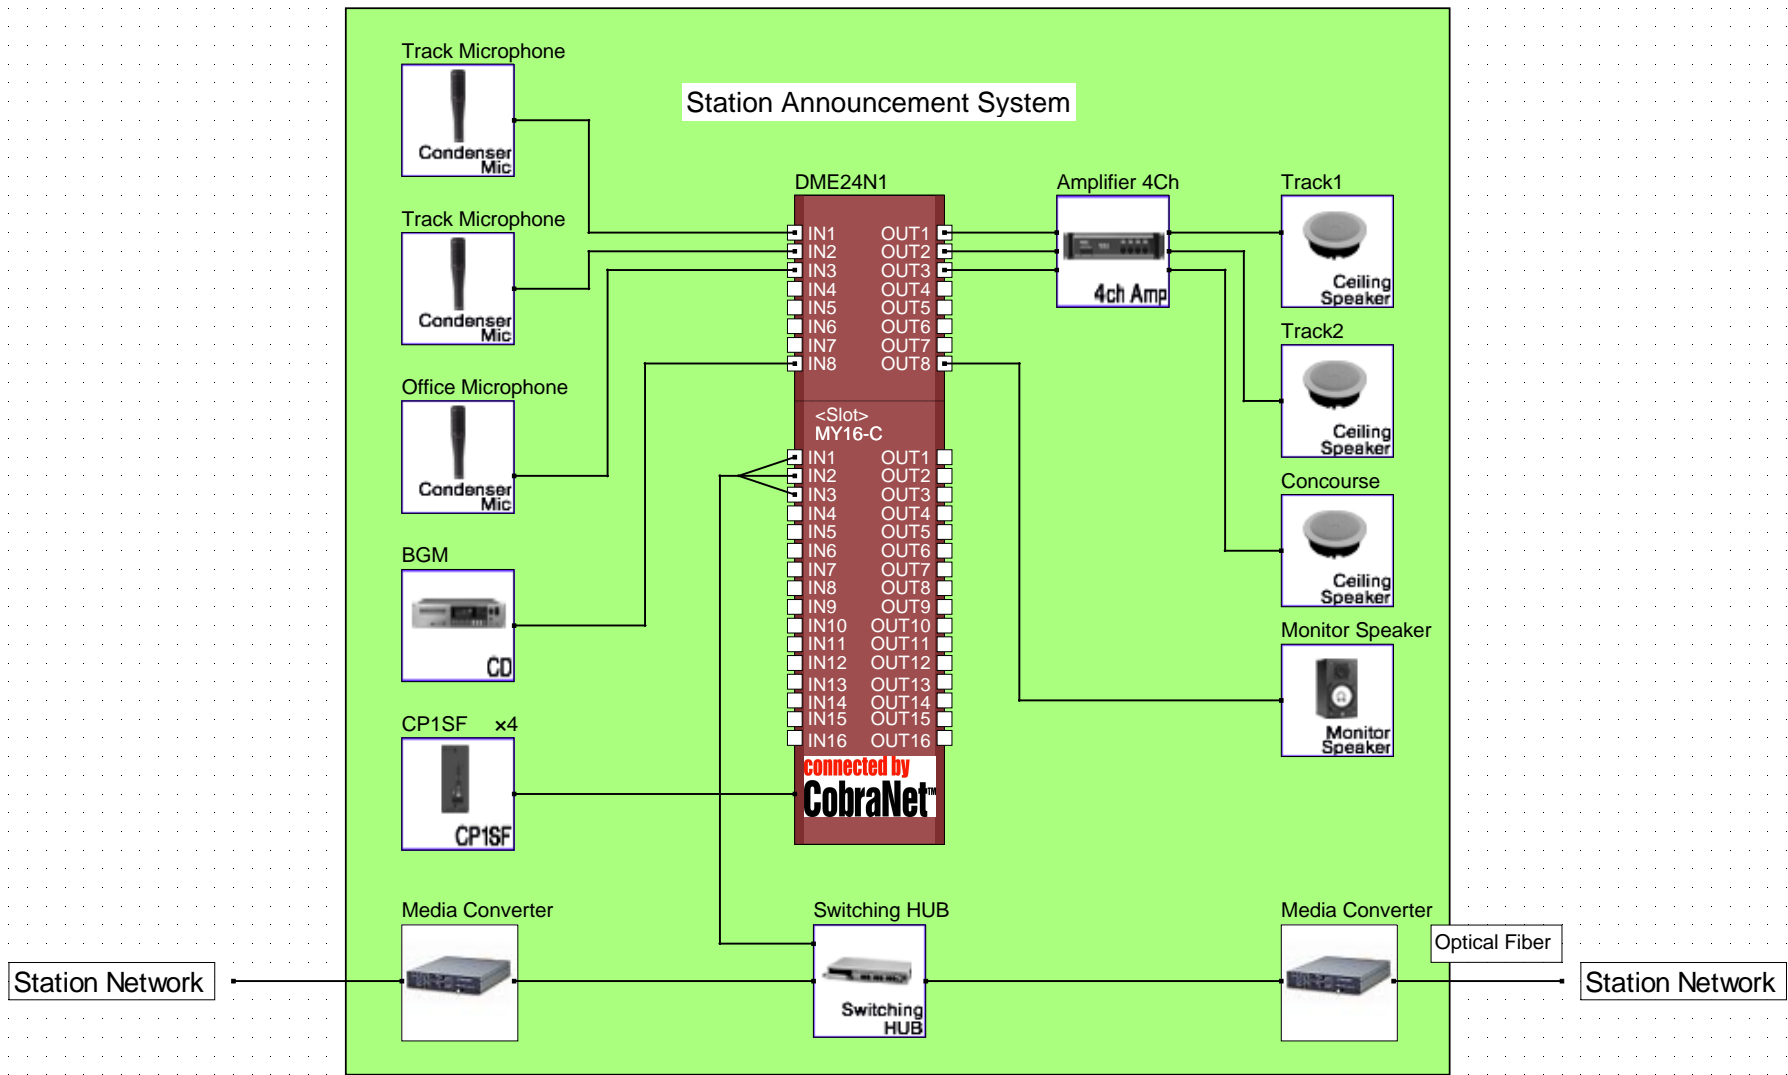 Station Announcement System
Track Microphone
Condenser
Mic
Track Microphone
Condenser
Mic
Office Microphone
Condenser
Mic
BGM
CD
CP1SF ×4
CP1SF
DME24N1
IN1 OUT1
IN2 OUT2
IN3 OUT3
IN4 OUT4
IN5 OUT5
IN6 OUT6
IN7 OUT7
IN8 OUT8
<Slot>
MY16-C
IN1 OUT1
IN2 OUT2
IN3 OUT3
IN4 OUT4
IN5 OUT5
IN6 OUT6
IN7 OUT7
IN8 OUT8
IN9 OUT9
IN10 OUT10
IN11 OUT11
IN12 OUT12
IN13 OUT13
IN14 OUT14
IN15 OUT15
IN16 OUT16
connected by
CobraNet™
Amplifier 4Ch
4ch Amp
Track1
Ceiling
Speaker
Track2
Ceiling
Speaker
Concourse
Ceiling
Speaker
Monitor Speaker
Monitor
Speaker
Station Network
Media Converter
Switching HUB
Switching
HUB
Media Converter
Optical Fiber
Station Network